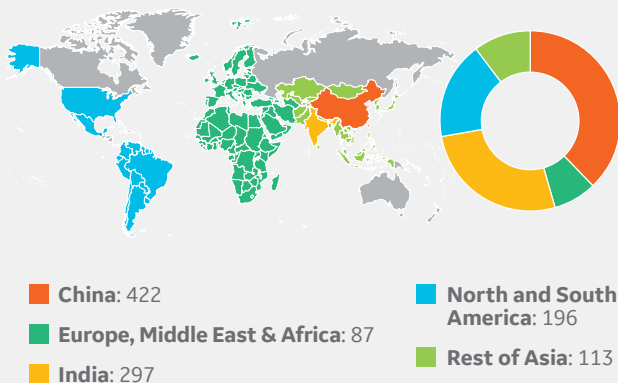 China: 422
Europe, Middle East & Africa: 87
India: 297
North and South
America: 196
Rest of Asia: 113